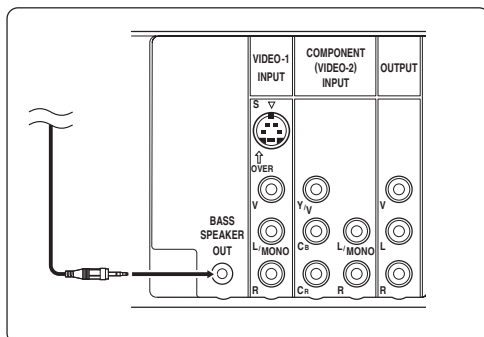 VIDEO-1
INPUT
COMPONENT
(VIDEO-2)
INPUT
OUTPUT
S
OVER
V
Y/V
V
BASS
SPEAKER
OUT
L/MONO
CB
L/MONO
L
R
CR
R
R